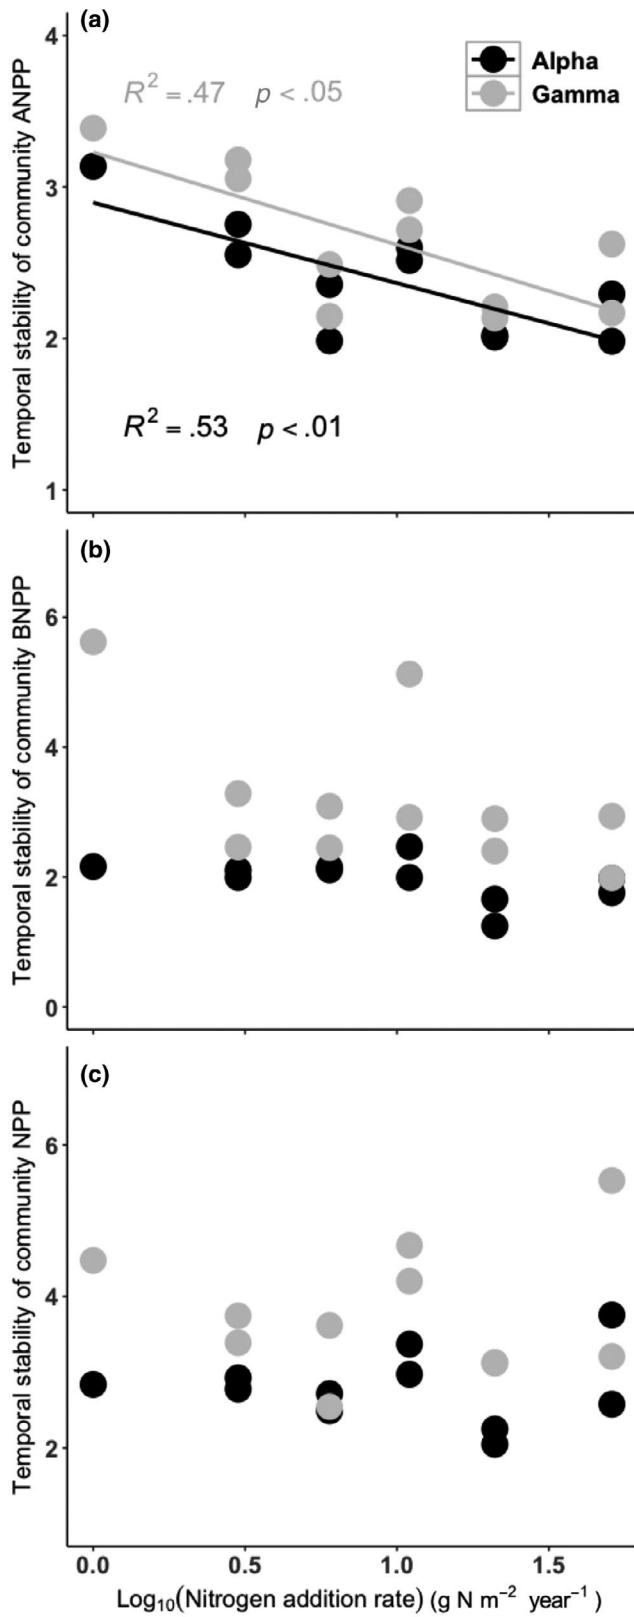 (a)
Alpha
Gamma
R² = .47 p < .05
R² = .53 p < .01
Temporal stability of community ANPP
4
3
2
1
(b)
Temporal stability of community BNPP
6
4
2
0
(c)
Temporal stability of community NPP
6
4
2
0.0 0.5 1.0 1.5
Log₁₀(Nitrogen addition rate) (g N m⁻² year⁻¹)